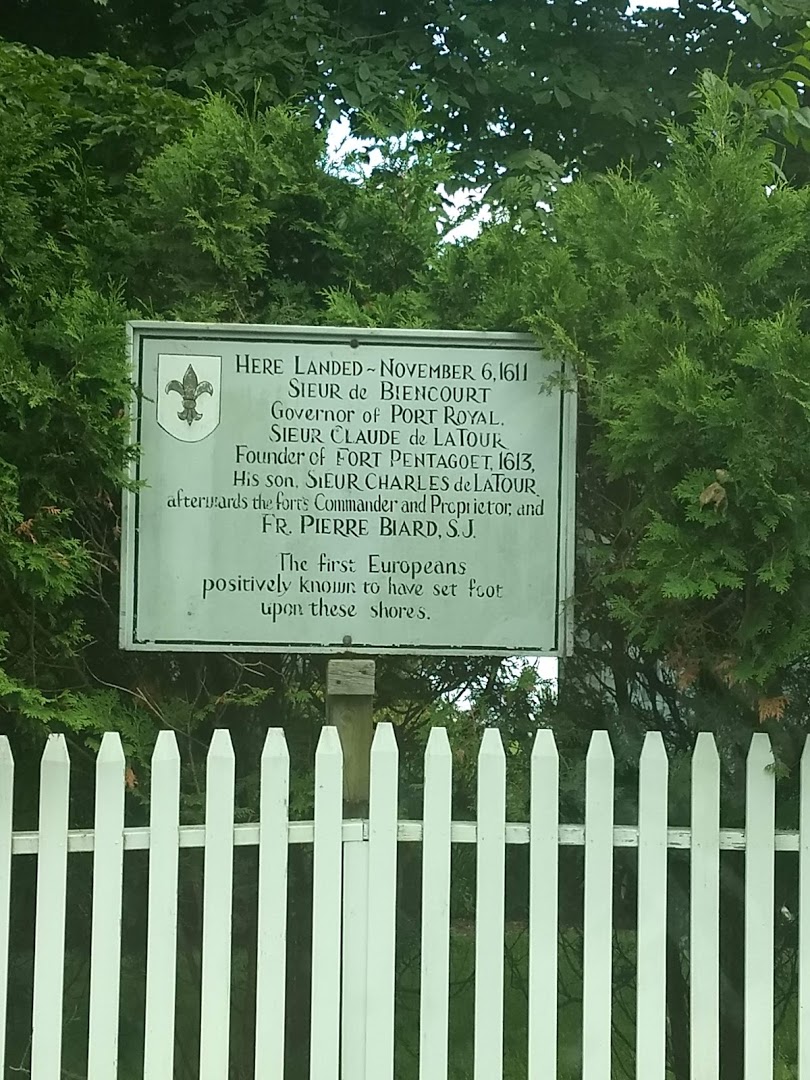 HERE LANDED ~ NOVEMBER 6, 1611
SIEUR de BIENCOURT
Governor of PORT ROYAL.
SIEUR CLAUDE de LATOUR
Founder of FORT PENTAGOET, 1613,
His son, SIEUR CHARLES de LATOUR,
afterwards the fort's Commander and Proprietor, and
FR. PIERRE BIARD, S.J.
The first Europeans
positively known to have set foot
upon these shores.